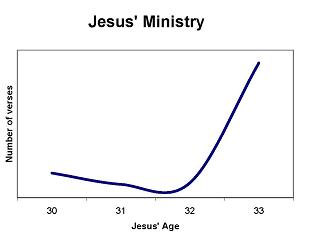 Jesus' Ministry
Number of verses
30 31 32 33
Jesus' Age